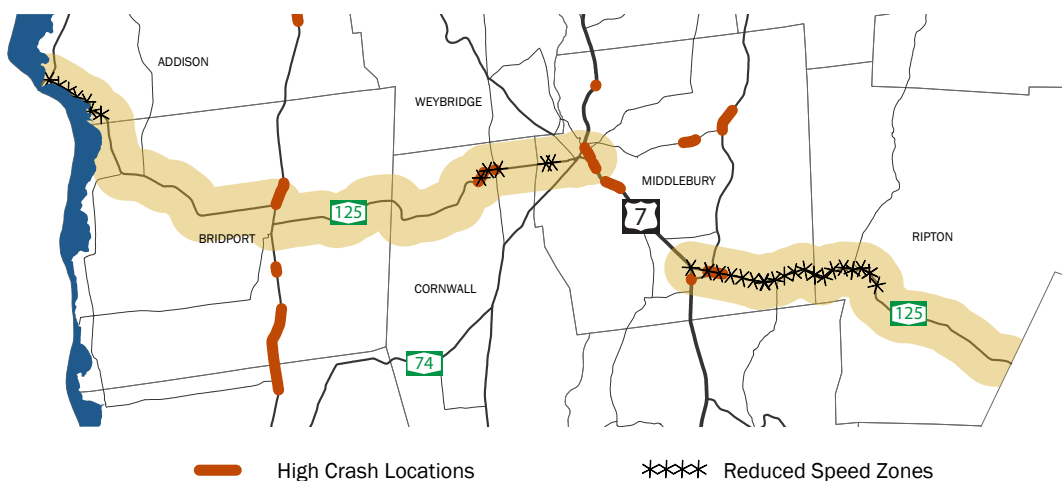 ADDISON
WEYBRIDGE
MIDDLEBURY
125
7
BRIDPORT
RIPTON
CORNWALL
125
74
High Crash Locations
Reduced Speed Zones